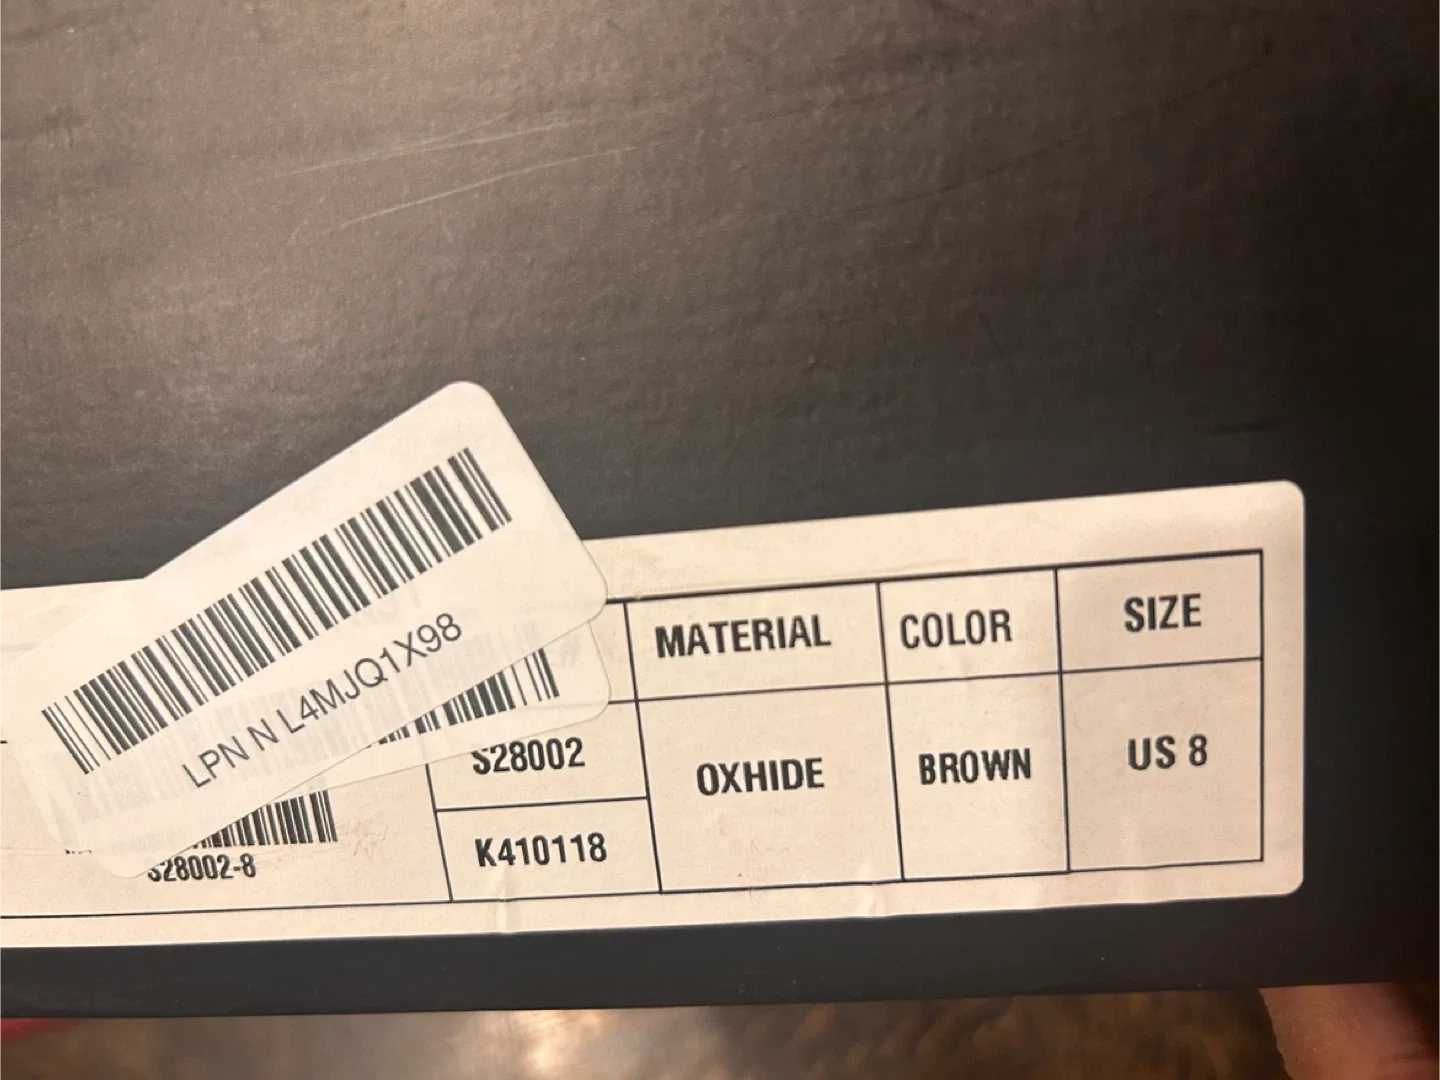 LPN N L4MJQ1X98
MATERIAL COLOR SIZE
S28002 OXHIDE BROWN US 8
K410118
S28002-8